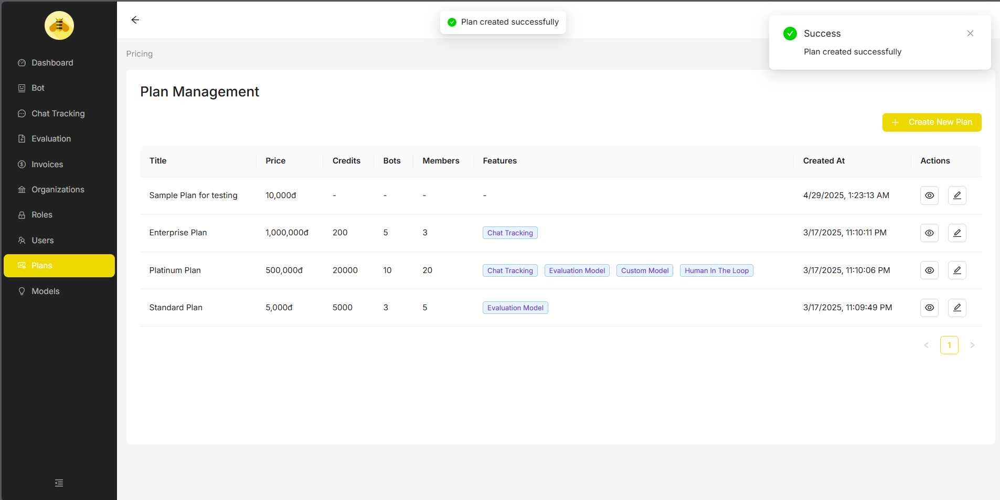 Plan created successfully
Success
Plan created successfully
Dashboard
Bot
Chat Tracking
Evaluation
Invoices
Organizations
Roles
Users
Plans
Models
Pricing
Plan Management
Create New Plan
Title Price Credits Bots Members Features Created At Actions
Sample Plan for testing 10,000đ - - - - 4/29/2025, 1:23:13 AM
Enterprise Plan 1,000,000đ 200 5 3 Chat Tracking 3/17/2025, 11:10:11 PM
Platinum Plan 500,000đ 20000 10 20 Chat Tracking Evaluation Model Custom Model Human In The Loop 3/17/2025, 11:10:06 PM
Standard Plan 5,000đ 5000 3 5 Evaluation Model 3/17/2025, 11:09:49 PM
1